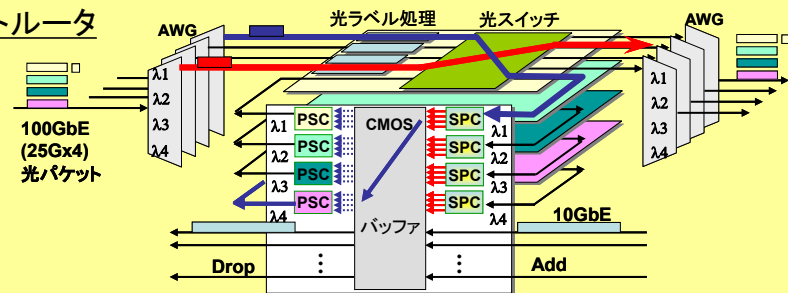 トルータ
AWG
光ラベル処理
光スイッチ
AWG
λ1
λ2
λ3
λ4
100GbE
(25Gx4)
光パケット
λ1
λ2
λ3
λ4
PSC
PSC
PSC
PSC
CMOS
バッファ
SPC
SPC
SPC
SPC
λ1
λ2
λ3
λ4
λ1
λ2
λ3
λ4
10GbE
Drop
⋮
⋮
Add